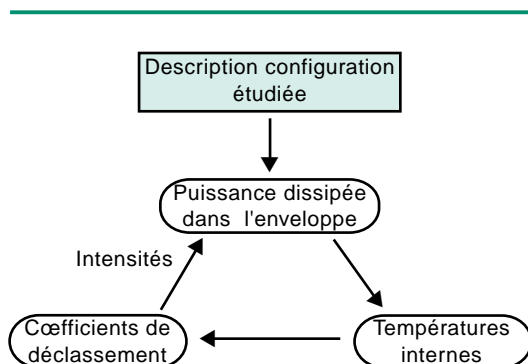 Description configuration
étudiée
Puissance dissipée
dans l'enveloppe
Intensités
Cœfficients de
déclassement
Températures
internes